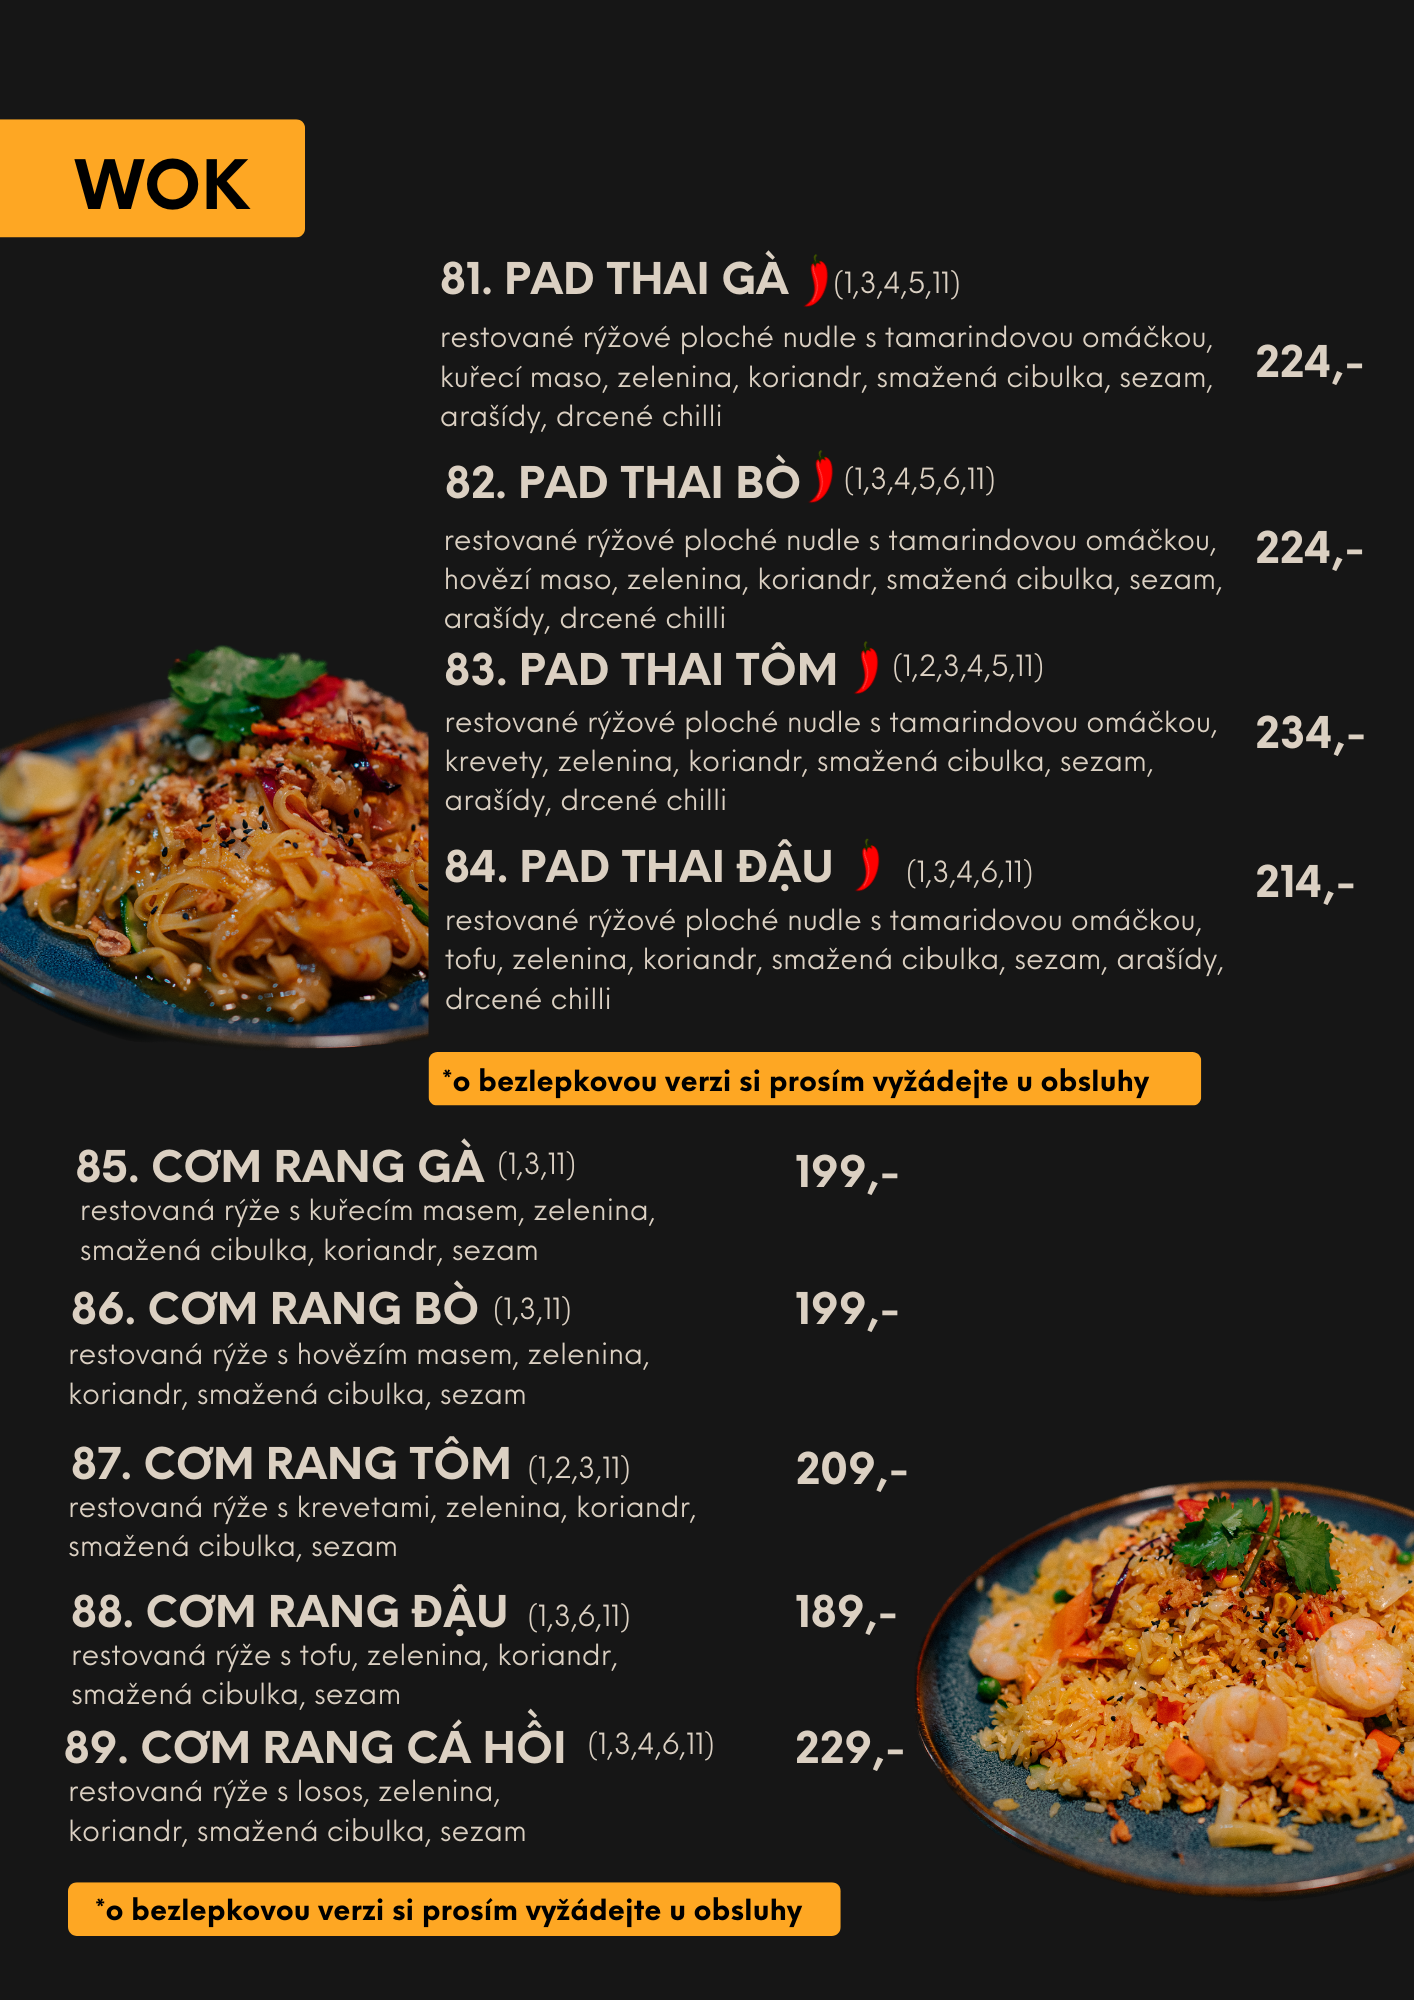 WOK
81. PAD THAI GÀ (1,3,4,5,11)
restované rýžové ploché nudle s tamarindovou omáčkou,
kuřecí maso, zelenina, koriandr, smažená cibulka, sezam,
arašídy, drcené chilli
224,-
82. PAD THAI BÒ (1,3,4,5,6,11)
restované rýžové ploché nudle s tamarindovou omáčkou,
hovězí maso, zelenina, koriandr, smažená cibulka, sezam,
arašídy, drcené chilli
224,-
83. PAD THAI TÔM (1,2,3,4,5,11)
restované rýžové ploché nudle s tamarindovou omáčkou,
krevety, zelenina, koriandr, smažená cibulka, sezam,
arašídy, drcené chilli
234,-
84. PAD THAI ĐẬU (1,3,4,6,11)
restované rýžové ploché nudle s tamaridovou omáčkou,
tofu, zelenina, koriandr, smažená cibulka, sezam, arašídy,
drcené chilli
214,-
*o bezlepkovou verzi si prosím vyžádejte u obsluhy
85. CƠM RANG GÀ (1,3,11) 199,-
restovaná rýže s kuřecím masem, zelenina,
smažená cibulka, koriandr, sezam
86. CƠM RANG BÒ (1,3,11) 199,-
restovaná rýže s hovězím masem, zelenina,
koriandr, smažená cibulka, sezam
87. CƠM RANG TÔM (1,2,3,11) 209,-
restovaná rýže s krevetami, zelenina, koriandr,
smažená cibulka, sezam
88. CƠM RANG ĐẬU (1,3,6,11) 189,-
restovaná rýže s tofu, zelenina, koriandr,
smažená cibulka, sezam
89. CƠM RANG CÁ HỒI (1,3,4,6,11) 229,-
restovaná rýže s losos, zelenina,
koriandr, smažená cibulka, sezam
*o bezlepkovou verzi si prosím vyžádejte u obsluhy